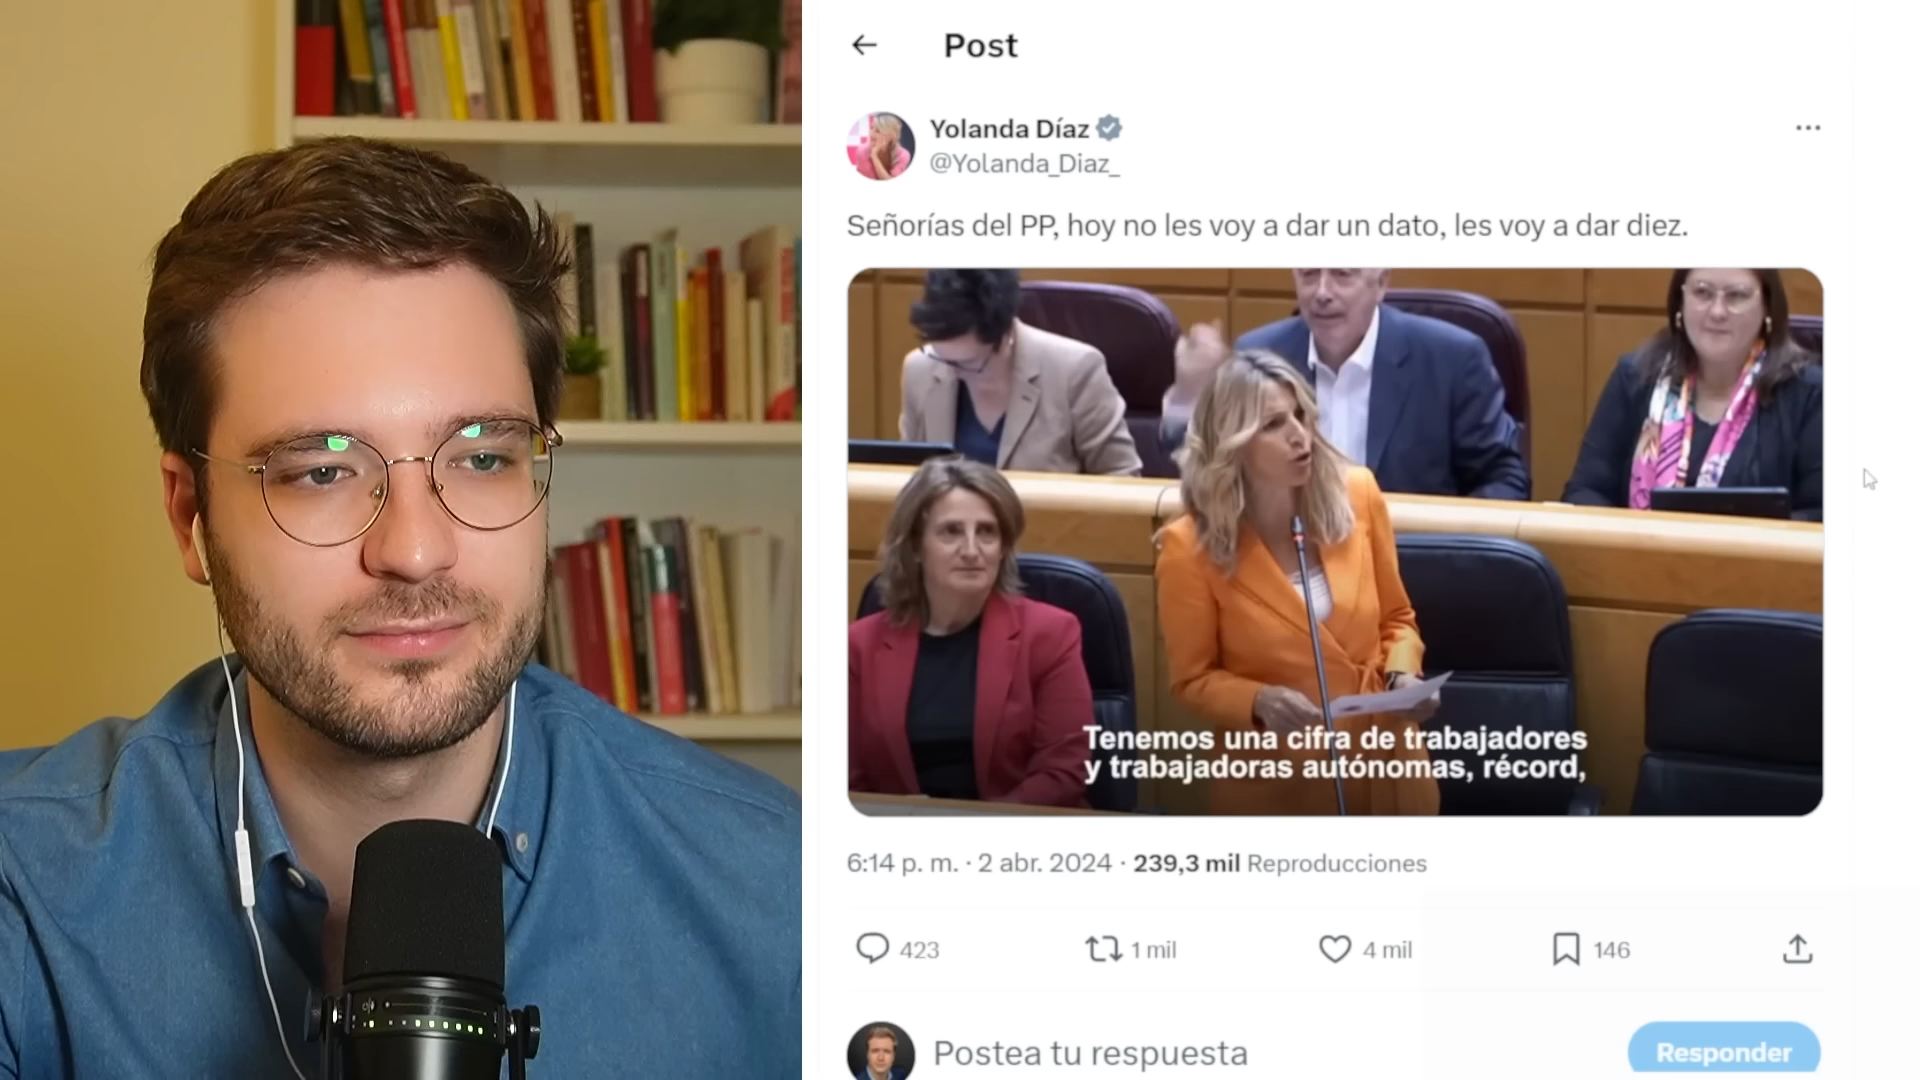 Post
Yolanda Díaz
@Yolanda_Diaz_
Señorías del PP, hoy no les voy a dar un dato, les voy a dar diez.
Tenemos una cifra de trabajadores
y trabajadoras autónomas, récord,
6:14 p. m. · 2 abr. 2024 · 239,3 mil Reproducciones
423
1 mil
4 mil
146
Postea tu respuesta
Responder